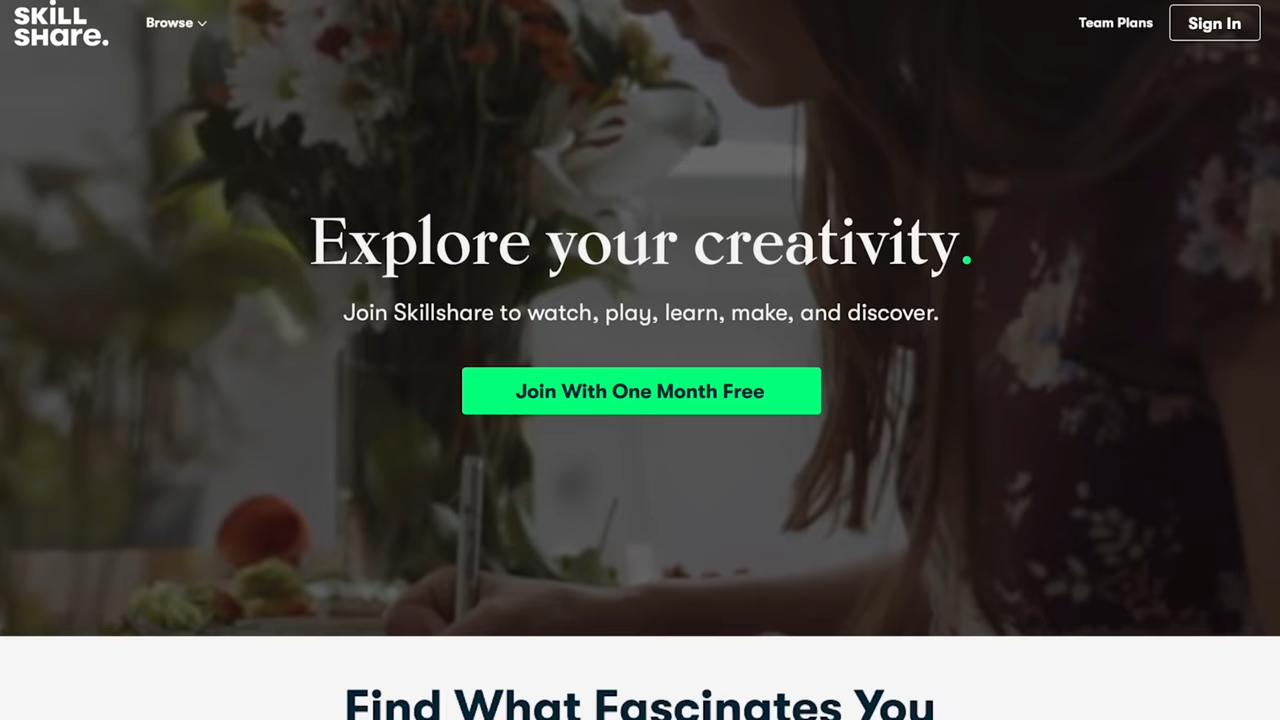 SKiLL
SHare.
Browse
Team Plans
Sign In
Explore your creativity.
Join Skillshare to watch, play, learn, make, and discover.
Join With One Month Free
Find What Fascinates You